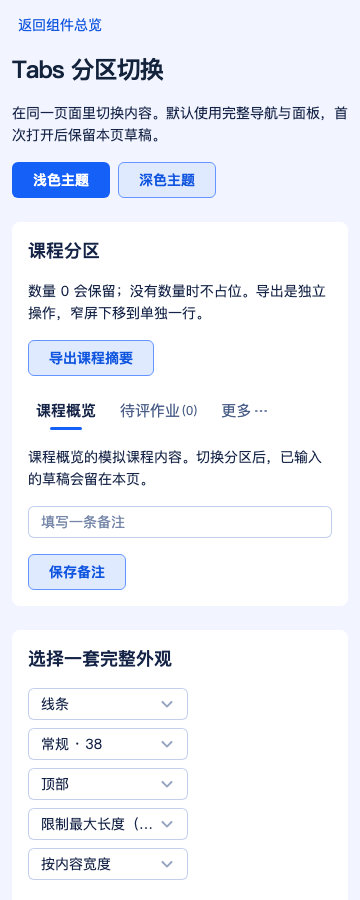 返回组件总览
Tabs 分区切换
在同一页面里切换内容。默认使用完整导航与面板，首
次打开后保留本页草稿。
浅色主题 深色主题
课程分区
数量 0 会保留；没有数量时不占位。导出是独立
操作，窄屏下移到单独一行。
导出课程摘要
课程概览 待评作业(0) 更多 ···
课程概览的模拟课程内容。切换分区后，已输入
的草稿会留在本页。
填写一条备注
保存备注
选择一套完整外观
线条
常规 · 38
顶部
限制最大长度（...
按内容宽度